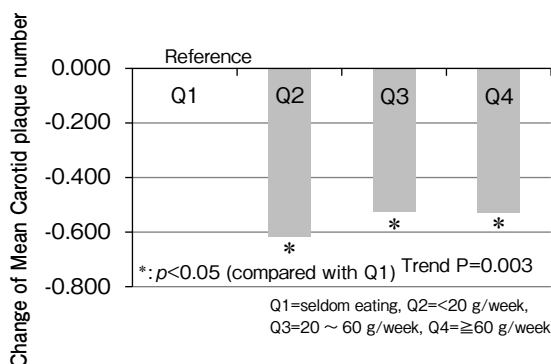 Reference
0.000
Q1 Q2 Q3 Q4
-0.200
-0.400
-0.600
-0.800
Change of Mean Carotid plaque number
* * *
*: p<0.05 (compared with Q1) Trend P=0.003
Q1=seldom eating, Q2=<20 g/week,
Q3=20 ~ 60 g/week, Q4=≧60 g/week